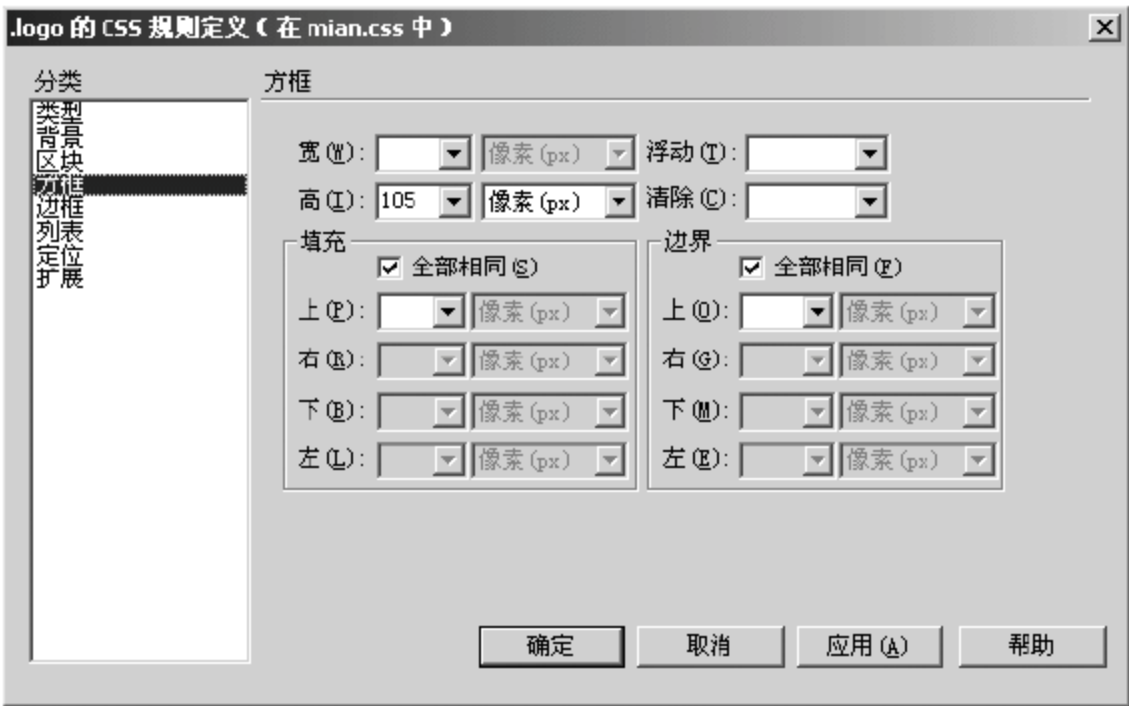 .logo 的 CSS 规则定义（在 mian.css 中）
分类
类型
背景
区块
方框
边框
列表
定位
扩展
方框
宽(W): 像素(px) 浮动(T):
高(I): 105 像素(px) 清除(C):
填充
全部相同(S)
上(P): 像素(px)
右(R): 像素(px)
下(B): 像素(px)
左(L): 像素(px)
边界
全部相同(F)
上(O): 像素(px)
右(G): 像素(px)
下(M): 像素(px)
左(E): 像素(px)
确定 取消 应用(A) 帮助